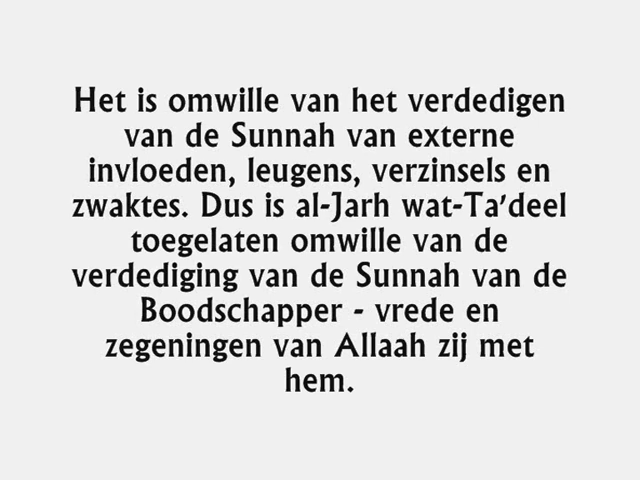 Het is omwille van het verdedigen
van de Sunnah van externe
invloeden, leugens, verzinsels en
zwaktes. Dus is al-Jarh wat-Ta'deel
toegelaten omwille van de
verdediging van de Sunnah van de
Boodschapper - vrede en
zegeningen van Allaah zij met
hem.